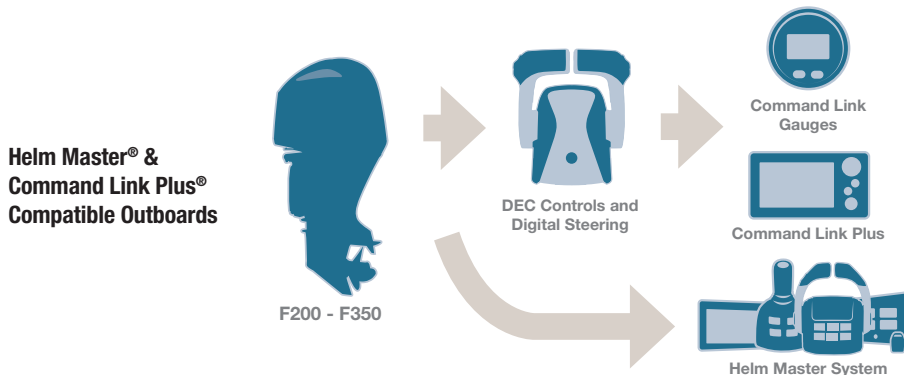 Helm Master® &
Command Link Plus®
Compatible Outboards
F200 - F350
DEC Controls and
Digital Steering
Command Link
Gauges
Command Link Plus
Helm Master System